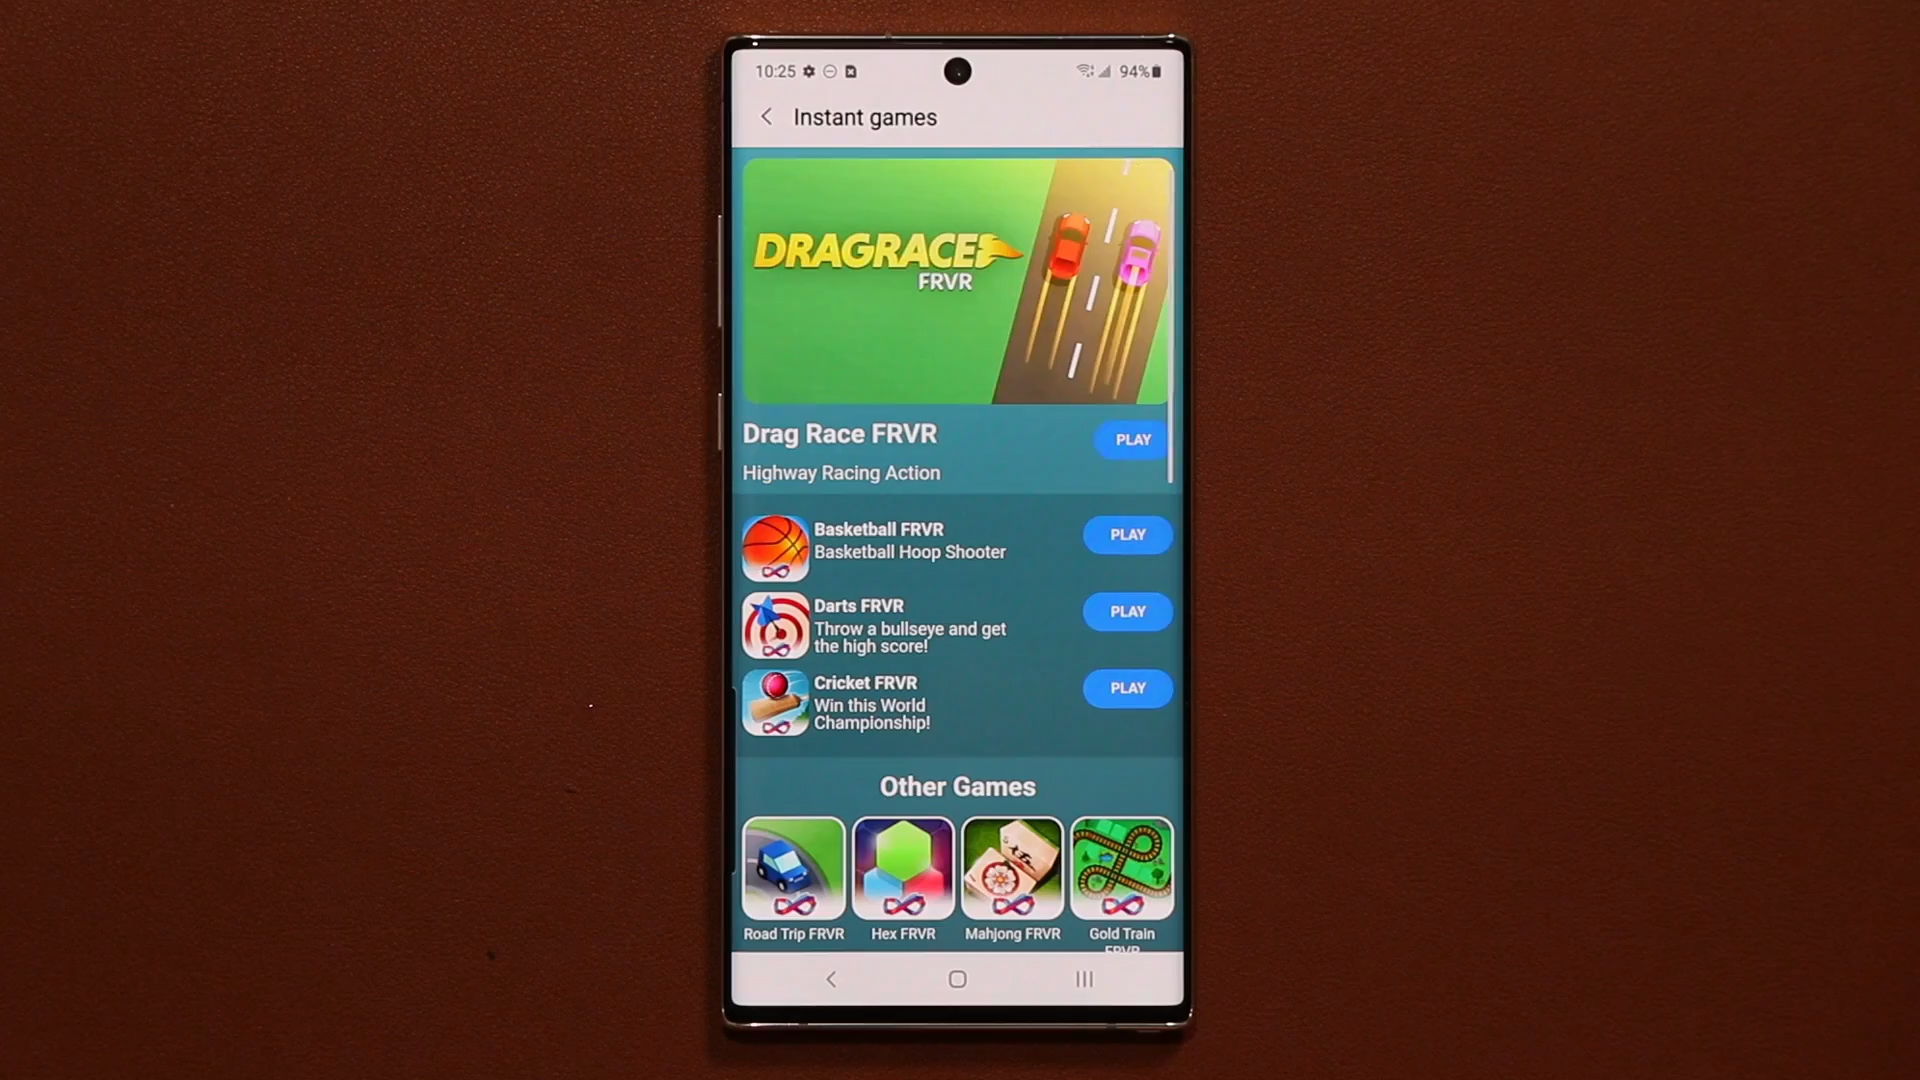 10:25
94%
Instant games
DRAGRACE
FRVR
Drag Race FRVR
PLAY
Highway Racing Action
Basketball FRVR
Basketball Hoop Shooter
PLAY
Darts FRVR
Throw a bullseye and get
the high score!
PLAY
Cricket FRVR
Win this World
Championship!
PLAY
Other Games
Road Trip FRVR
Hex FRVR
Mahjong FRVR
Gold Train
FRVR